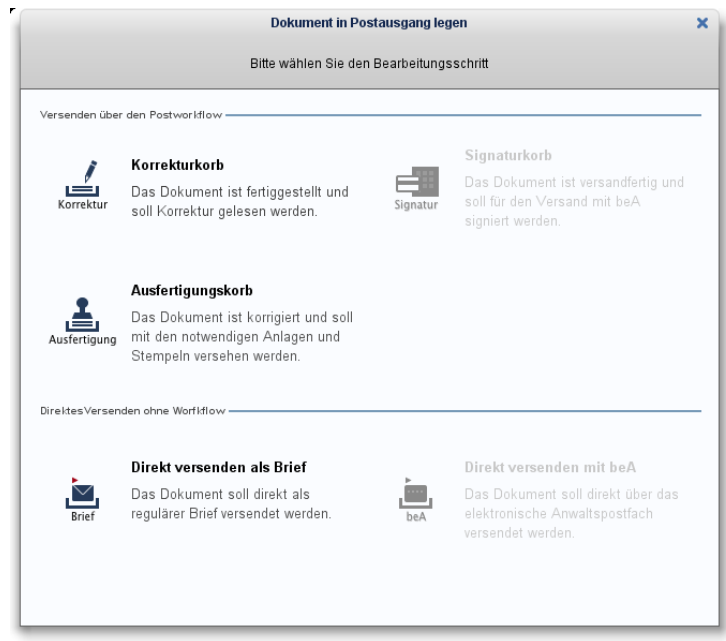 Dokument in Postausgang legen
Bitte wählen Sie den Bearbeitungsschritt
Versenden über den Postworkflow
Korrektur
Korrekturkorb
Das Dokument ist fertiggestellt und
soll Korrektur gelesen werden.
Signatur
Signaturkorb
Das Dokument ist versandfertig und
soll für den Versand mit beA
signiert werden.
Ausfertigung
Ausfertigungskorb
Das Dokument ist korrigiert und soll
mit den notwendigen Anlagen und
Stempeln versehen werden.
Direktes Versenden ohne Worfkflow
Brief
Direkt versenden als Brief
Das Dokument soll direkt als
regulärer Brief versendet werden.
beA
Direkt versenden mit beA
Das Dokument soll direkt über das
elektronische Anwaltspostfach
versendet werden.